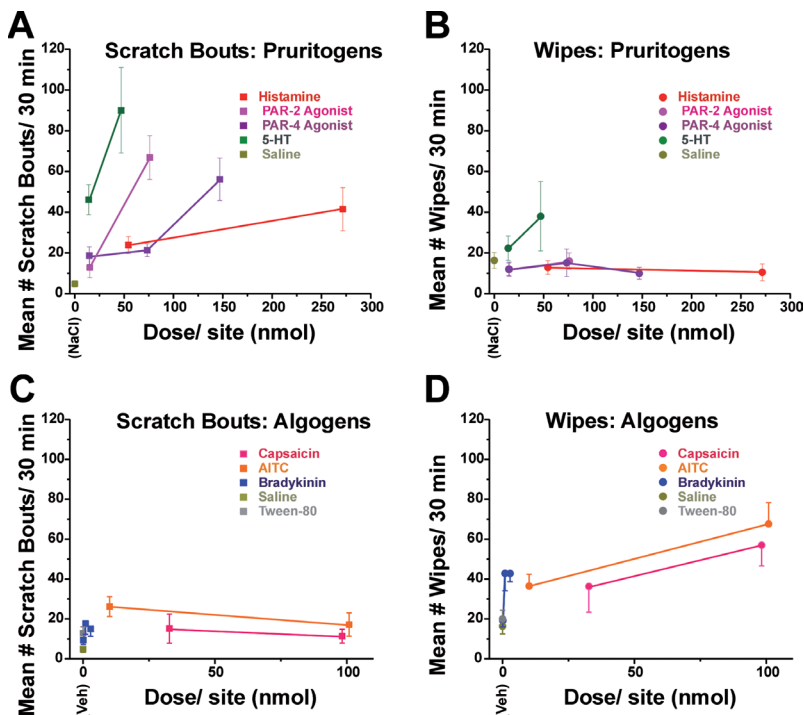 A
Scratch Bouts: Pruritogens
Mean # Scratch Bouts/ 30 min
120
100
80
60
40
20
0
Histamine
PAR-2 Agonist
PAR-4 Agonist
5-HT
Saline
0 50 100 150 200 250 300
(NaCl)
Dose/ site (nmol)
B
Wipes: Pruritogens
Mean # Wipes/ 30 min
120
100
80
60
40
20
0
Histamine
PAR-2 Agonist
PAR-4 Agonist
5-HT
Saline
0 50 100 150 200 250 300
(NaCl)
Dose/ site (nmol)
C
Scratch Bouts: Algogens
Mean # Scratch Bouts/ 30 min
120
100
80
60
40
20
0
Capsaicin
AITC
Bradykinin
Saline
Tween-80
0 50 100
Veh)
Dose/ site (nmol)
D
Wipes: Algogens
Mean # Wipes/ 30 min
120
100
80
60
40
20
0
Capsaicin
AITC
Bradykinin
Saline
Tween-80
0 50 100
Veh)
Dose/ site (nmol)